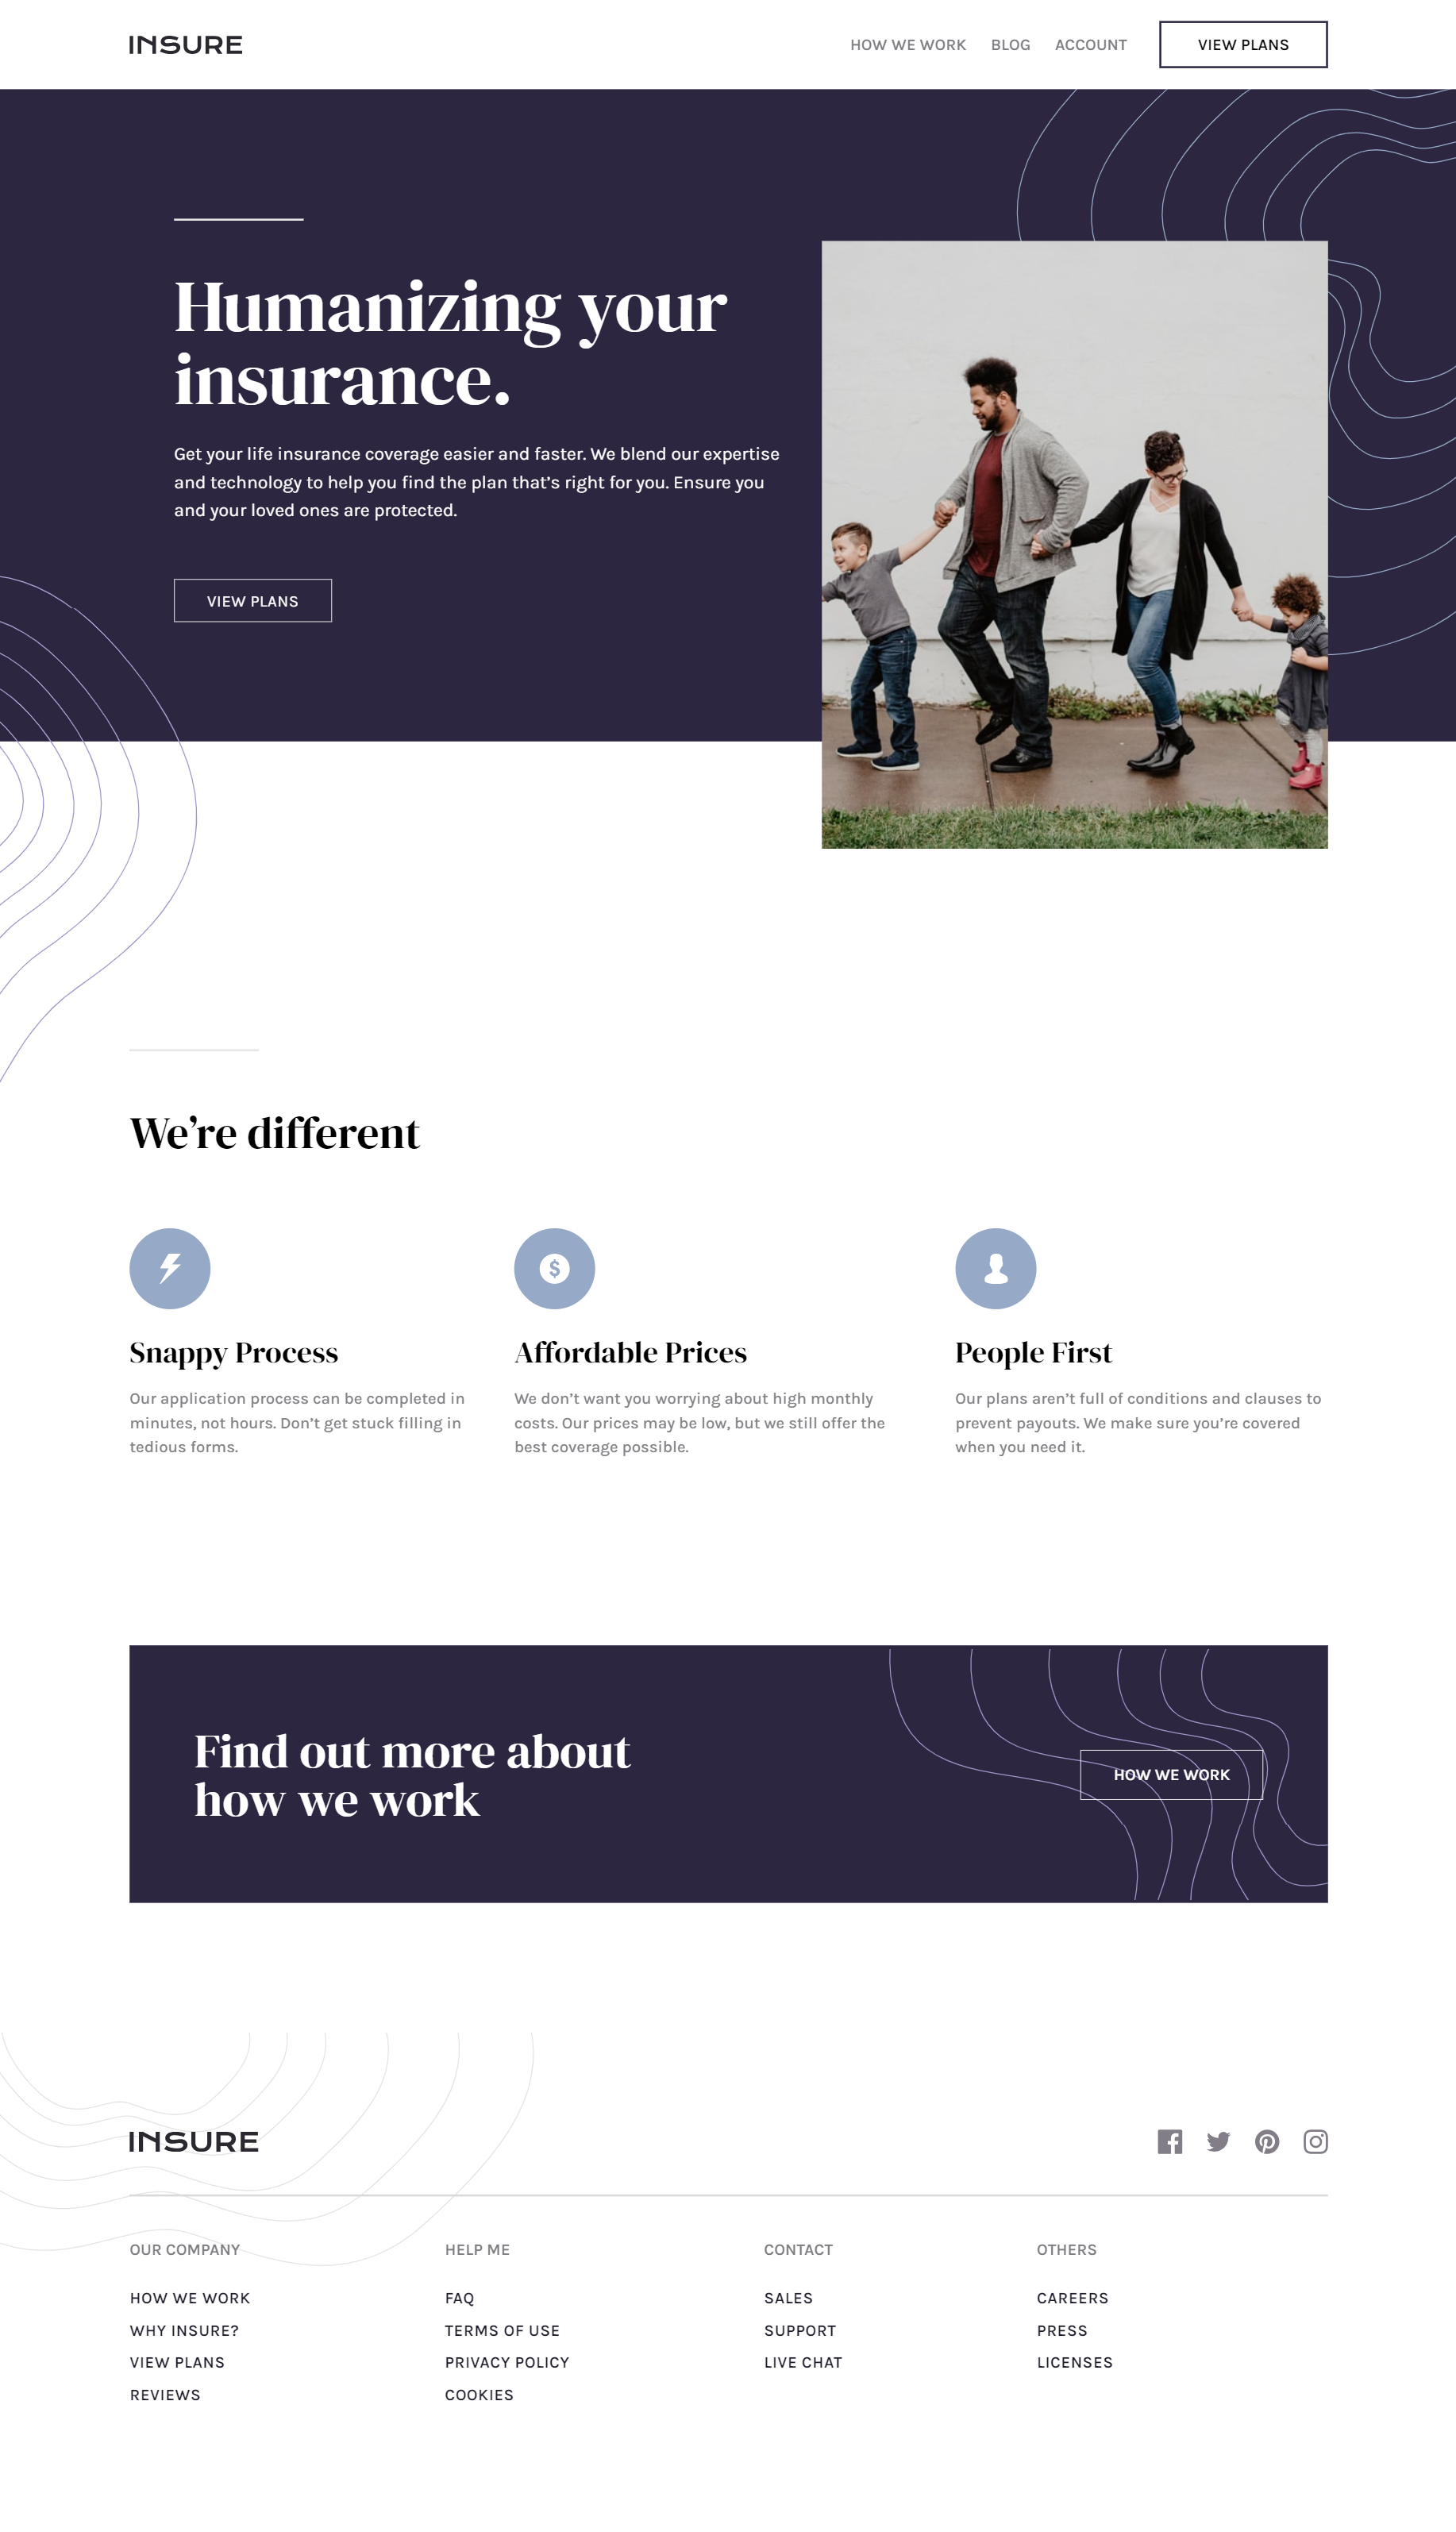 INSURE
HOW WE WORK
BLOG
ACCOUNT
VIEW PLANS
Humanizing your
insurance.
Get your life insurance coverage easier and faster. We blend our expertise
and technology to help you find the plan that’s right for you. Ensure you
and your loved ones are protected.
VIEW PLANS
We’re different
Snappy Process
Our application process can be completed in
minutes, not hours. Don’t get stuck filling in
tedious forms.
$
Affordable Prices
We don’t want you worrying about high monthly
costs. Our prices may be low, but we still offer the
best coverage possible.
People First
Our plans aren’t full of conditions and clauses to
prevent payouts. We make sure you’re covered
when you need it.
Find out more about
how we work
HOW WE WORK
INSURE
OUR COMPANY
HOW WE WORK
WHY INSURE?
VIEW PLANS
REVIEWS
HELP ME
FAQ
TERMS OF USE
PRIVACY POLICY
COOKIES
CONTACT
SALES
SUPPORT
LIVE CHAT
OTHERS
CAREERS
PRESS
LICENSES